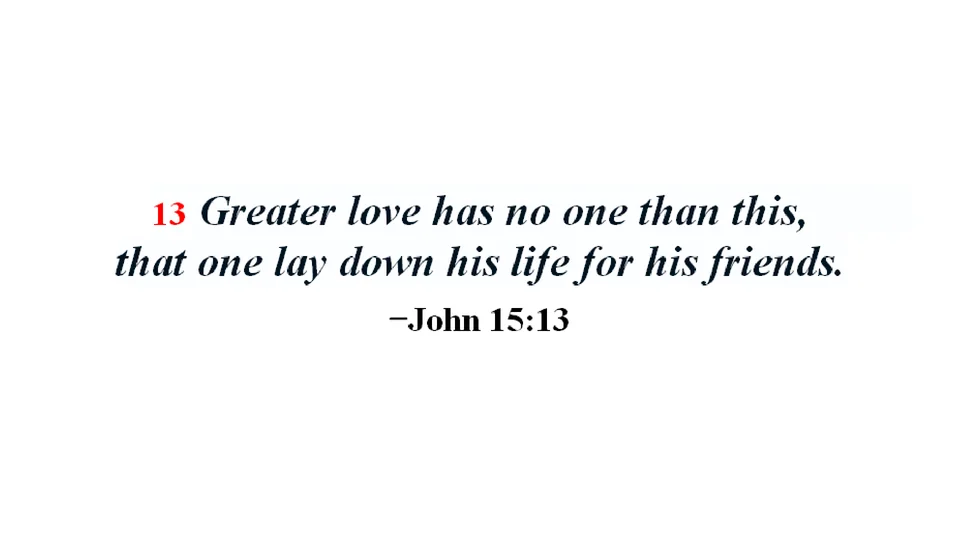 13 Greater love has no one than this,
that one lay down his life for his friends.
–John 15:13